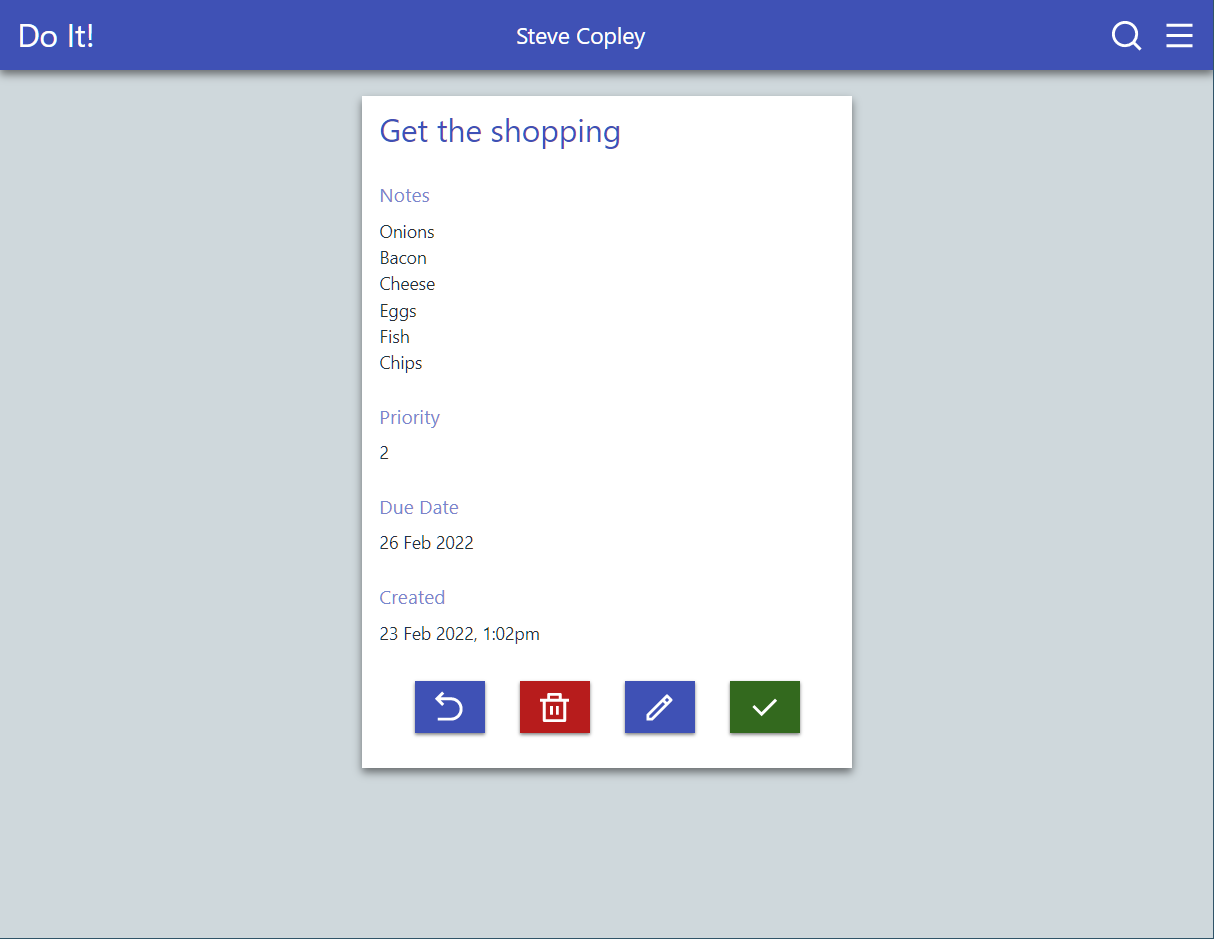 Do It!
Steve Copley
Get the shopping
Notes
Onions
Bacon
Cheese
Eggs
Fish
Chips
Priority
2
Due Date
26 Feb 2022
Created
23 Feb 2022, 1:02pm